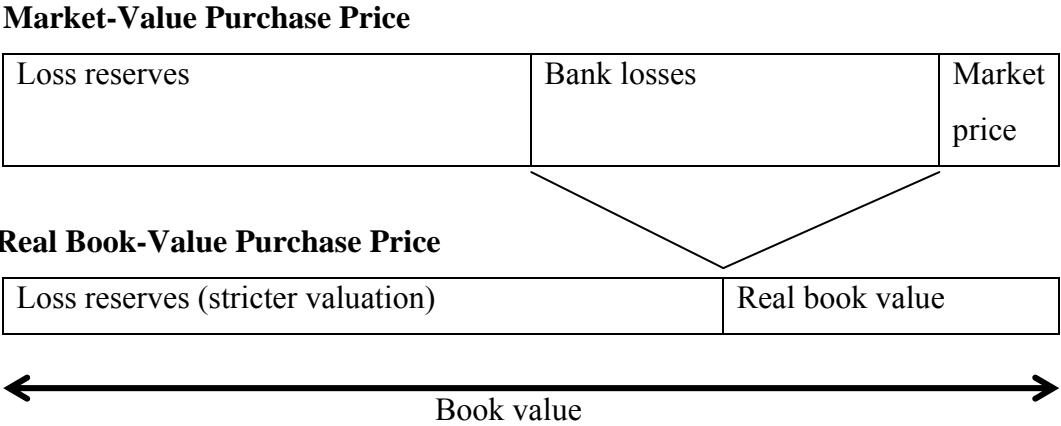 Market-Value Purchase Price
Loss reserves
Bank losses
Market
price
Real Book-Value Purchase Price
Loss reserves (stricter valuation)
Real book value
Book value